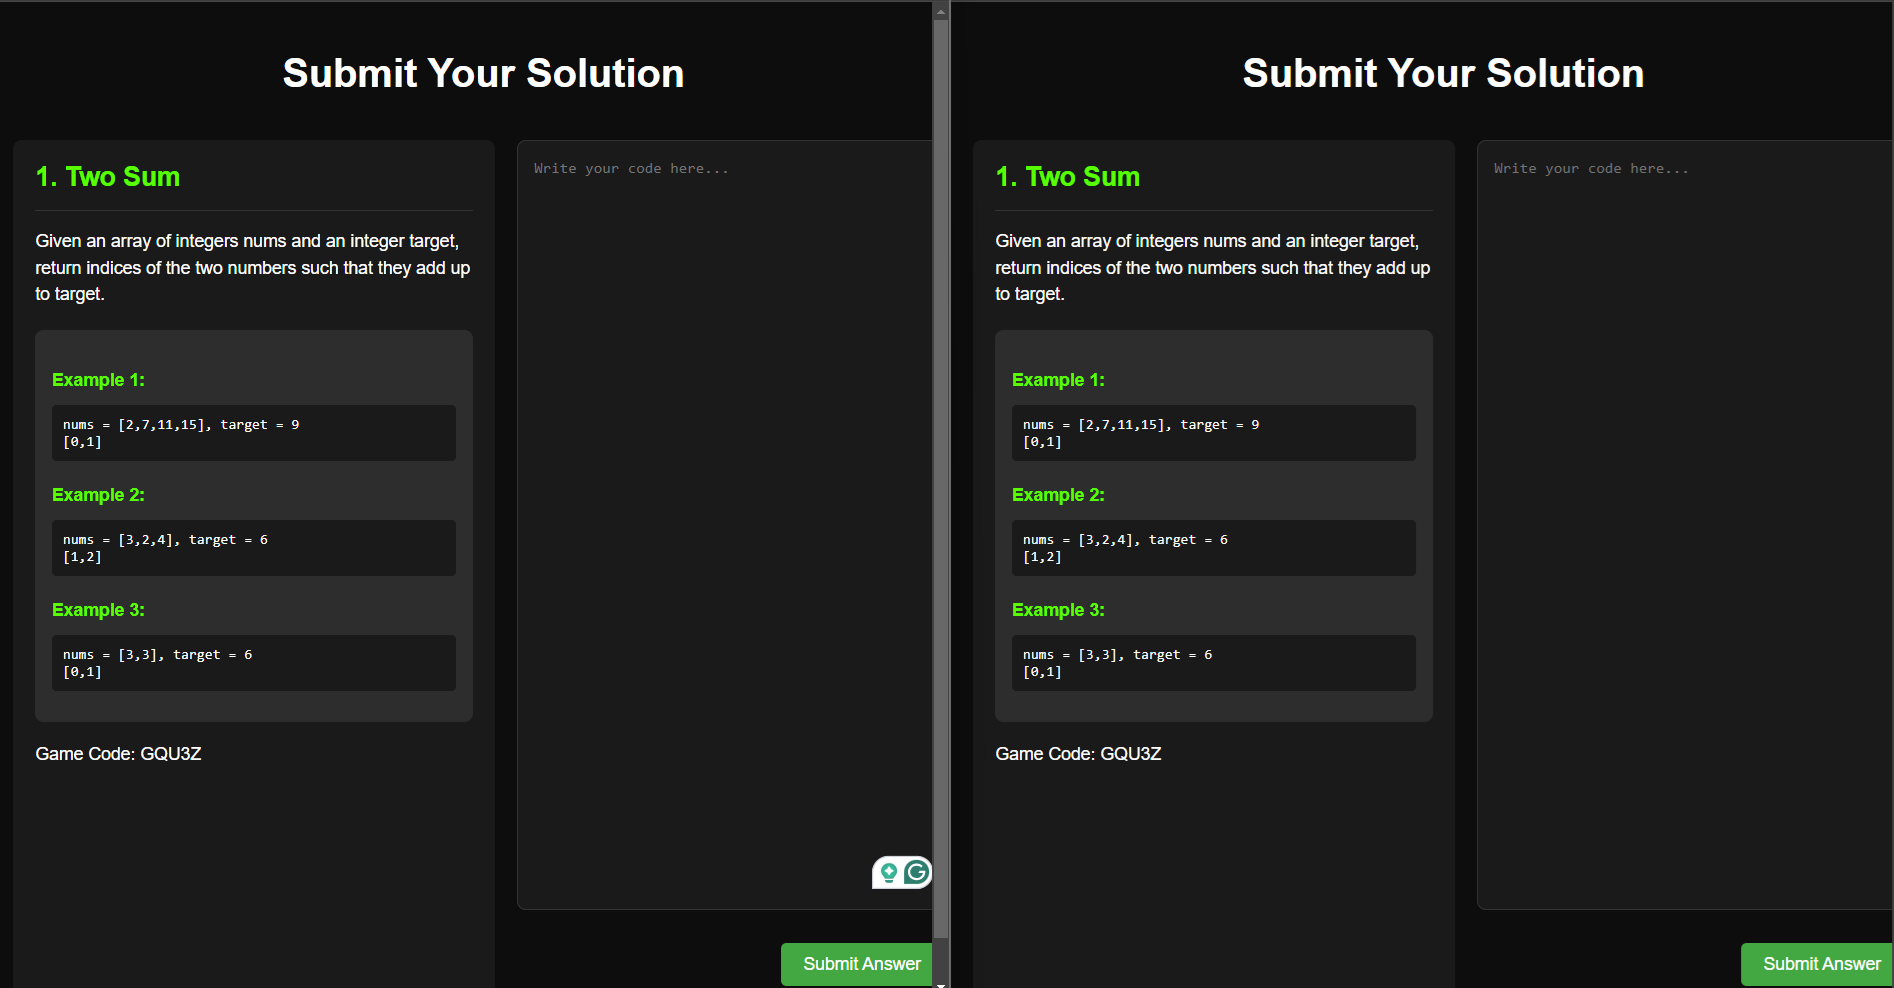 Submit Your Solution
1. Two Sum
Given an array of integers nums and an integer target,
return indices of the two numbers such that they add up
to target.
Example 1:
nums = [2,7,11,15], target = 9
[0,1]
Example 2:
nums = [3,2,4], target = 6
[1,2]
Example 3:
nums = [3,3], target = 6
[0,1]
Game Code: GQU3Z
Write your code here...
G
Submit Answer
Submit Your Solution
1. Two Sum
Given an array of integers nums and an integer target,
return indices of the two numbers such that they add up
to target.
Example 1:
nums = [2,7,11,15], target = 9
[0,1]
Example 2:
nums = [3,2,4], target = 6
[1,2]
Example 3:
nums = [3,3], target = 6
[0,1]
Game Code: GQU3Z
Write your code here...
Submit Answer